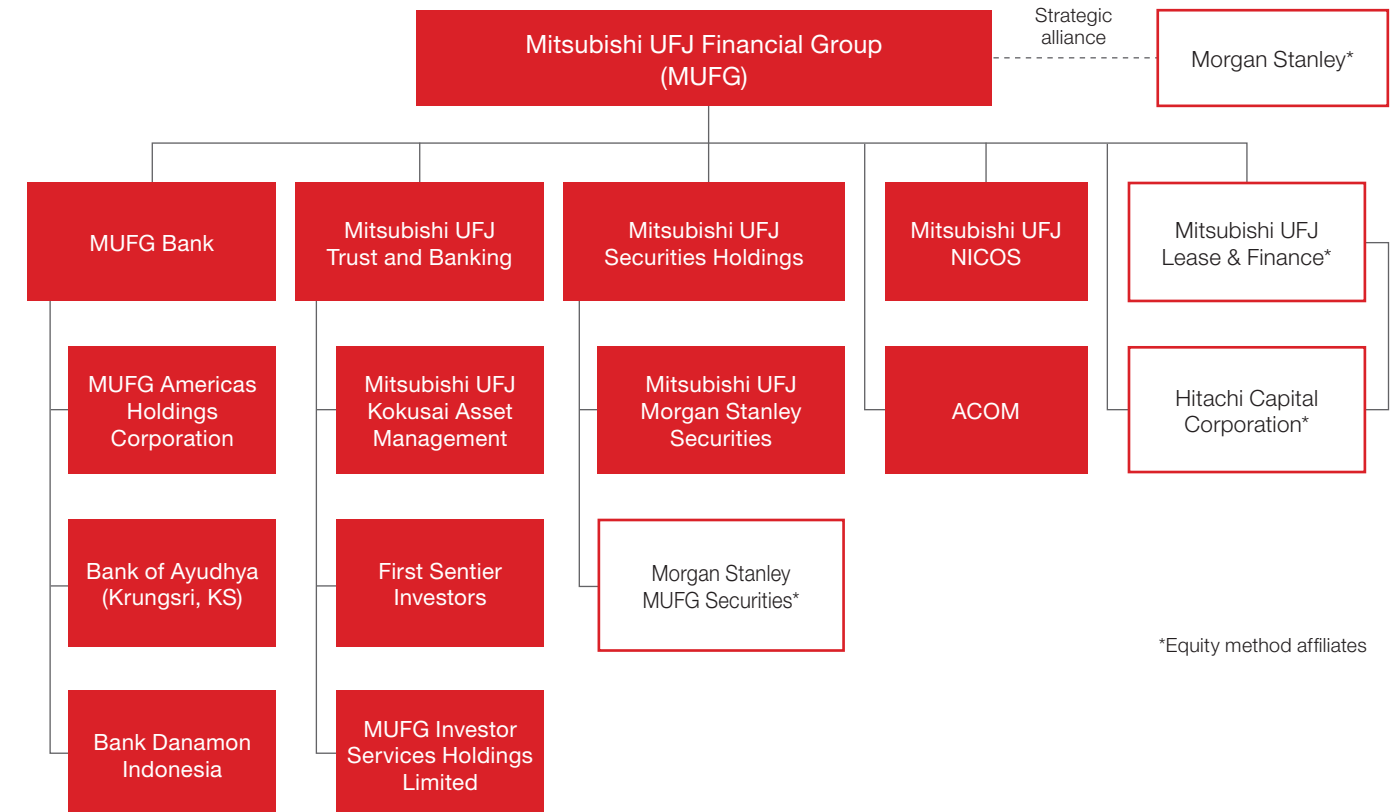 Mitsubishi UFJ Financial Group
(MUFG)
Strategic
alliance
Morgan Stanley*
MUFG Bank
Mitsubishi UFJ
Trust and Banking
Mitsubishi UFJ
Securities Holdings
Mitsubishi UFJ
NICOS
Mitsubishi UFJ
Lease & Finance*
MUFG Americas
Holdings
Corporation
Mitsubishi UFJ
Kokusai Asset
Management
Mitsubishi UFJ
Morgan Stanley
Securities
ACOM
Hitachi Capital
Corporation*
Bank of Ayudhya
(Krungsri, KS)
First Sentier
Investors
Morgan Stanley
MUFG Securities*
*Equity method affiliates
Bank Danamon
Indonesia
MUFG Investor
Services Holdings
Limited